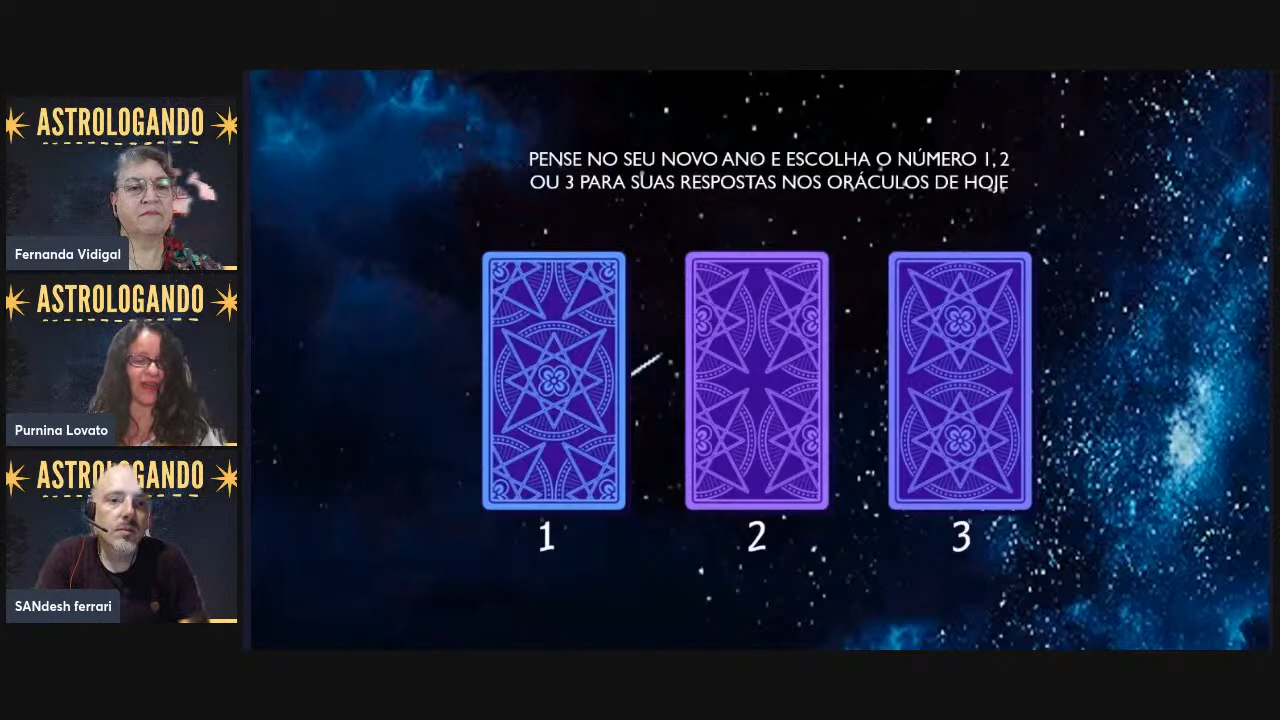 ASTROLOGANDO
Fernanda Vidigal
ASTROLOGANDO
Purnina Lovato
ASTROLOGANDO
SANdesh ferrari
PENSE NO SEU NOVO ANO E ESCOLHA O NÚMERO 1, 2
OU 3 PARA SUAS RESPOSTAS NOS ORÁCULOS DE HOJE
1 2 3